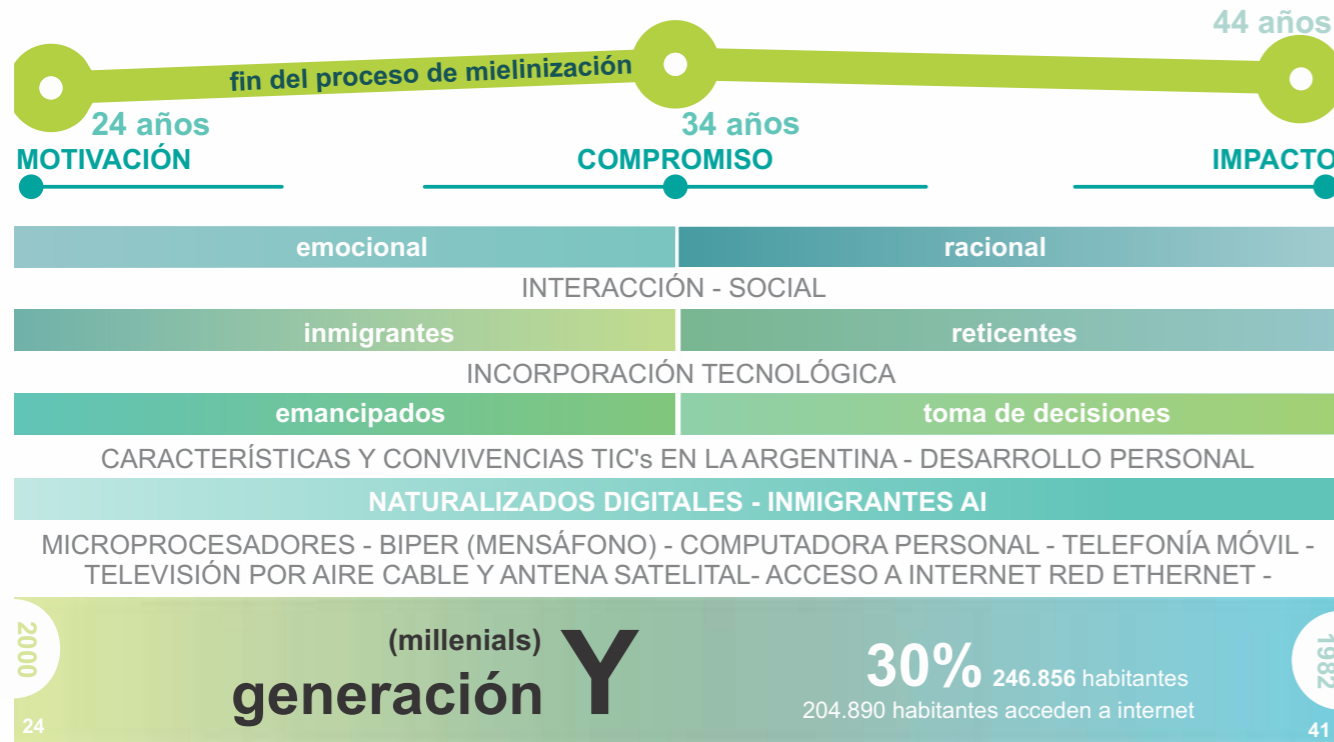 44 años
fin del proceso de mielinización
24 años
34 años
MOTIVACIÓN
COMPROMISO
IMPACTO
emocional
racional
INTERACCIÓN - SOCIAL
inmigrantes
reticentes
INCORPORACIÓN TECNOLÓGICA
emancipados
toma de decisiones
CARACTERÍSTICAS Y CONVIVENCIAS TIC's EN LA ARGENTINA - DESARROLLO PERSONAL
NATURALIZADOS DIGITALES - INMIGRANTES AI
MICROPROCESADORES - BIPER (MENSÁFONO) - COMPUTADORA PERSONAL - TELEFONÍA MÓVIL -
TELEVISIÓN POR AIRE CABLE Y ANTENA SATELITAL- ACCESO A INTERNET RED ETHERNET -
2000
24
(millenials)
generación Y
30% 246.856 habitantes
204.890 habitantes acceden a internet
1982
41